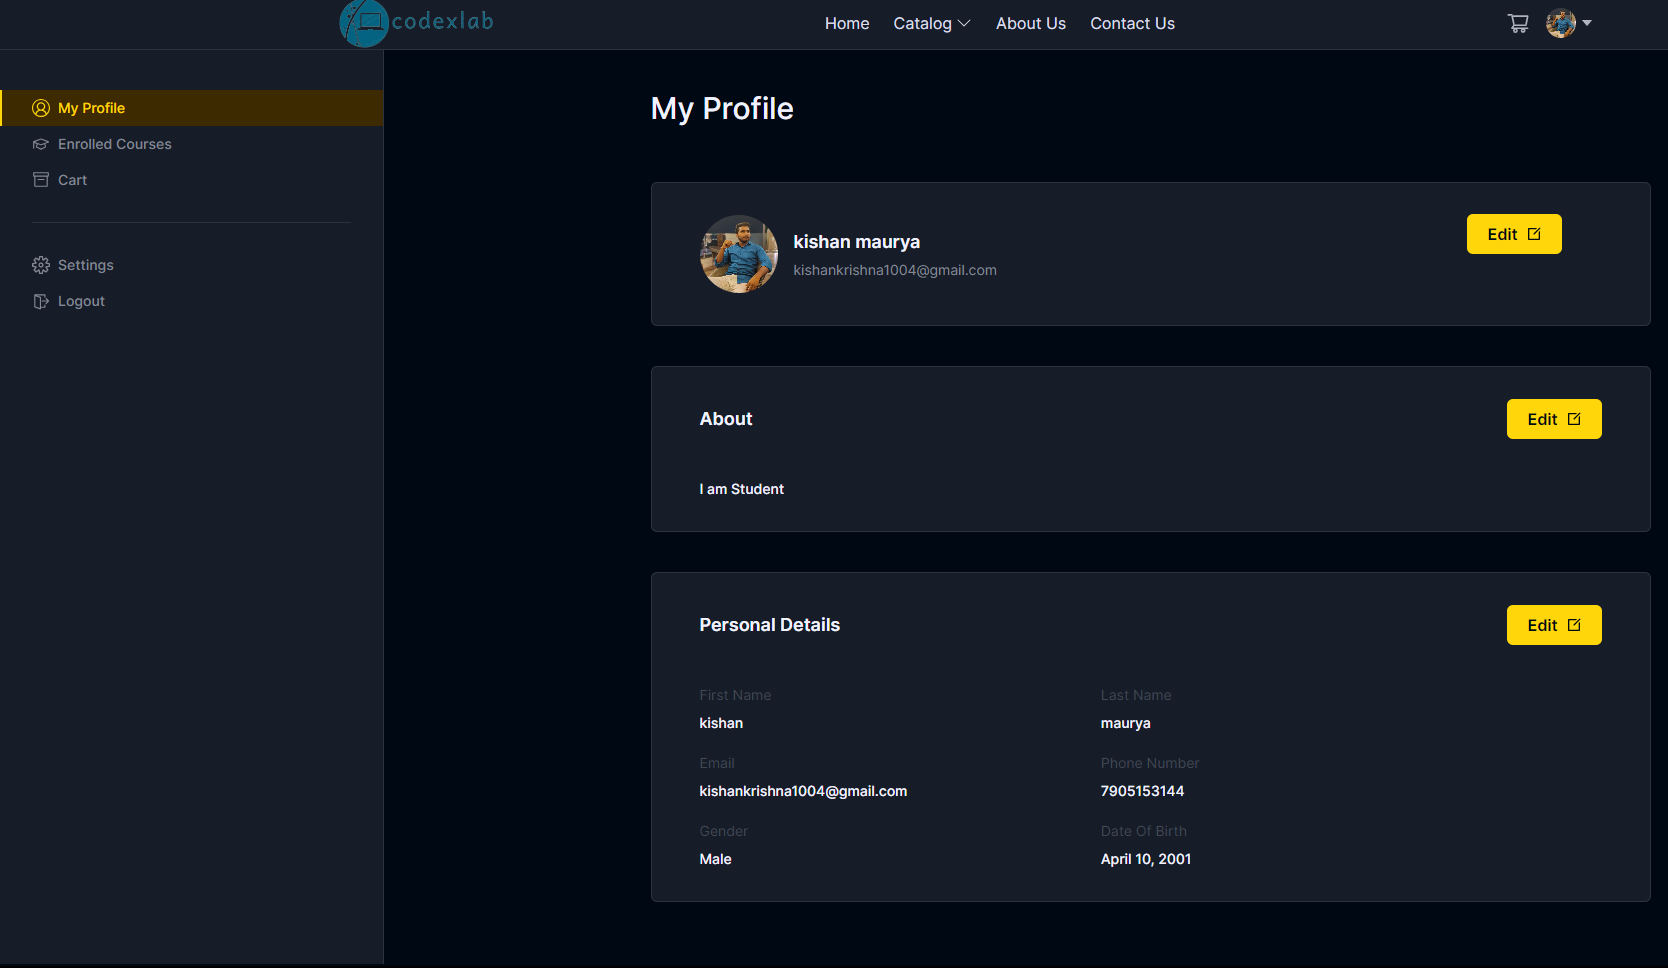 codexlab
Home Catalog About Us Contact Us
My Profile
Enrolled Courses
Cart
Settings
Logout
My Profile
kishan maurya
kishankrishna1004@gmail.com
Edit
About
Edit
I am Student
Personal Details
Edit
First Name Last Name
kishan maurya
Email Phone Number
kishankrishna1004@gmail.com 7905153144
Gender Date Of Birth
Male April 10, 2001